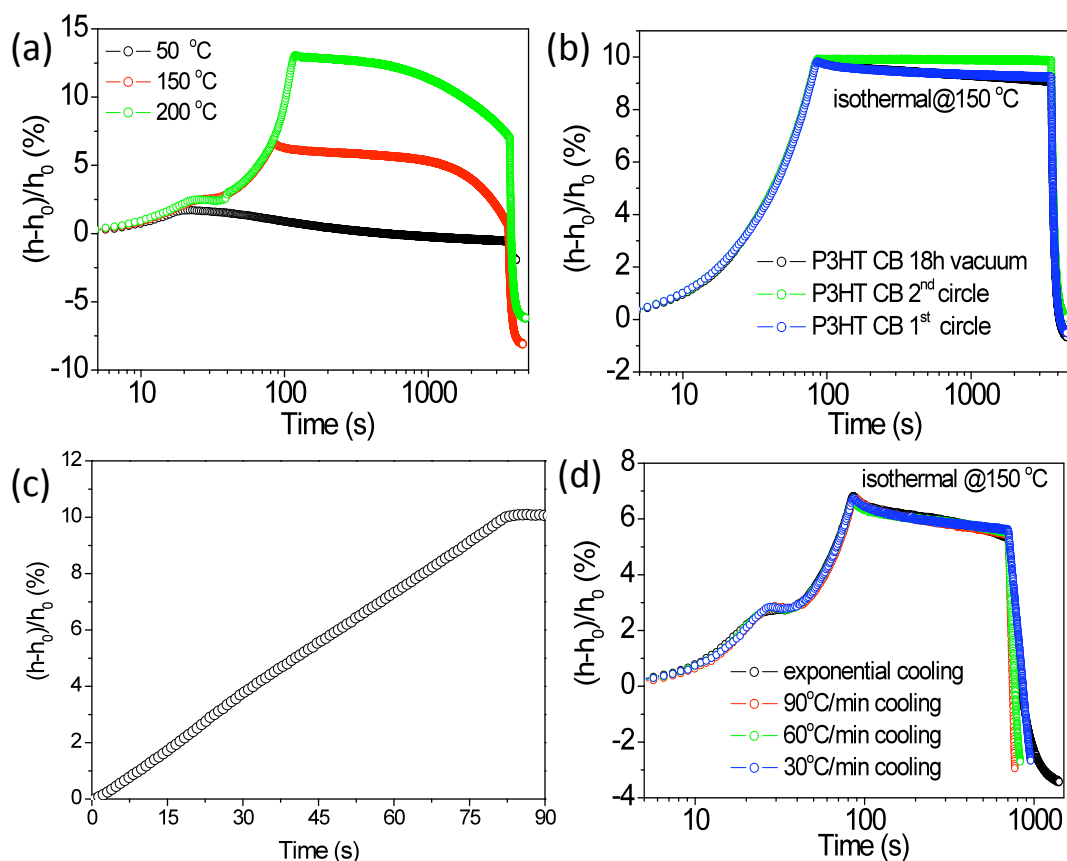 (a)
15
10
5
0
-5
-10
(h-h₀)/h₀ (%)
50 °C
150 °C
200 °C
10
100
1000
Time (s)
(b)
10
8
6
4
2
0
-2
(h-h₀)/h₀ (%)
isothermal@150 °C
P3HT CB 18h vacuum
P3HT CB 2ⁿᵈ circle
P3HT CB 1ˢᵗ circle
10
100
1000
Time (s)
(c)
12
10
8
6
4
2
0
(h-h₀)/h₀ (%)
0
15
30
45
60
75
90
Time (s)
(d)
8
6
4
2
0
-2
-4
(h-h₀)/h₀ (%)
isothermal @150 °C
exponential cooling
90°C/min cooling
60°C/min cooling
30°C/min cooling
10
100
1000
Time (s)